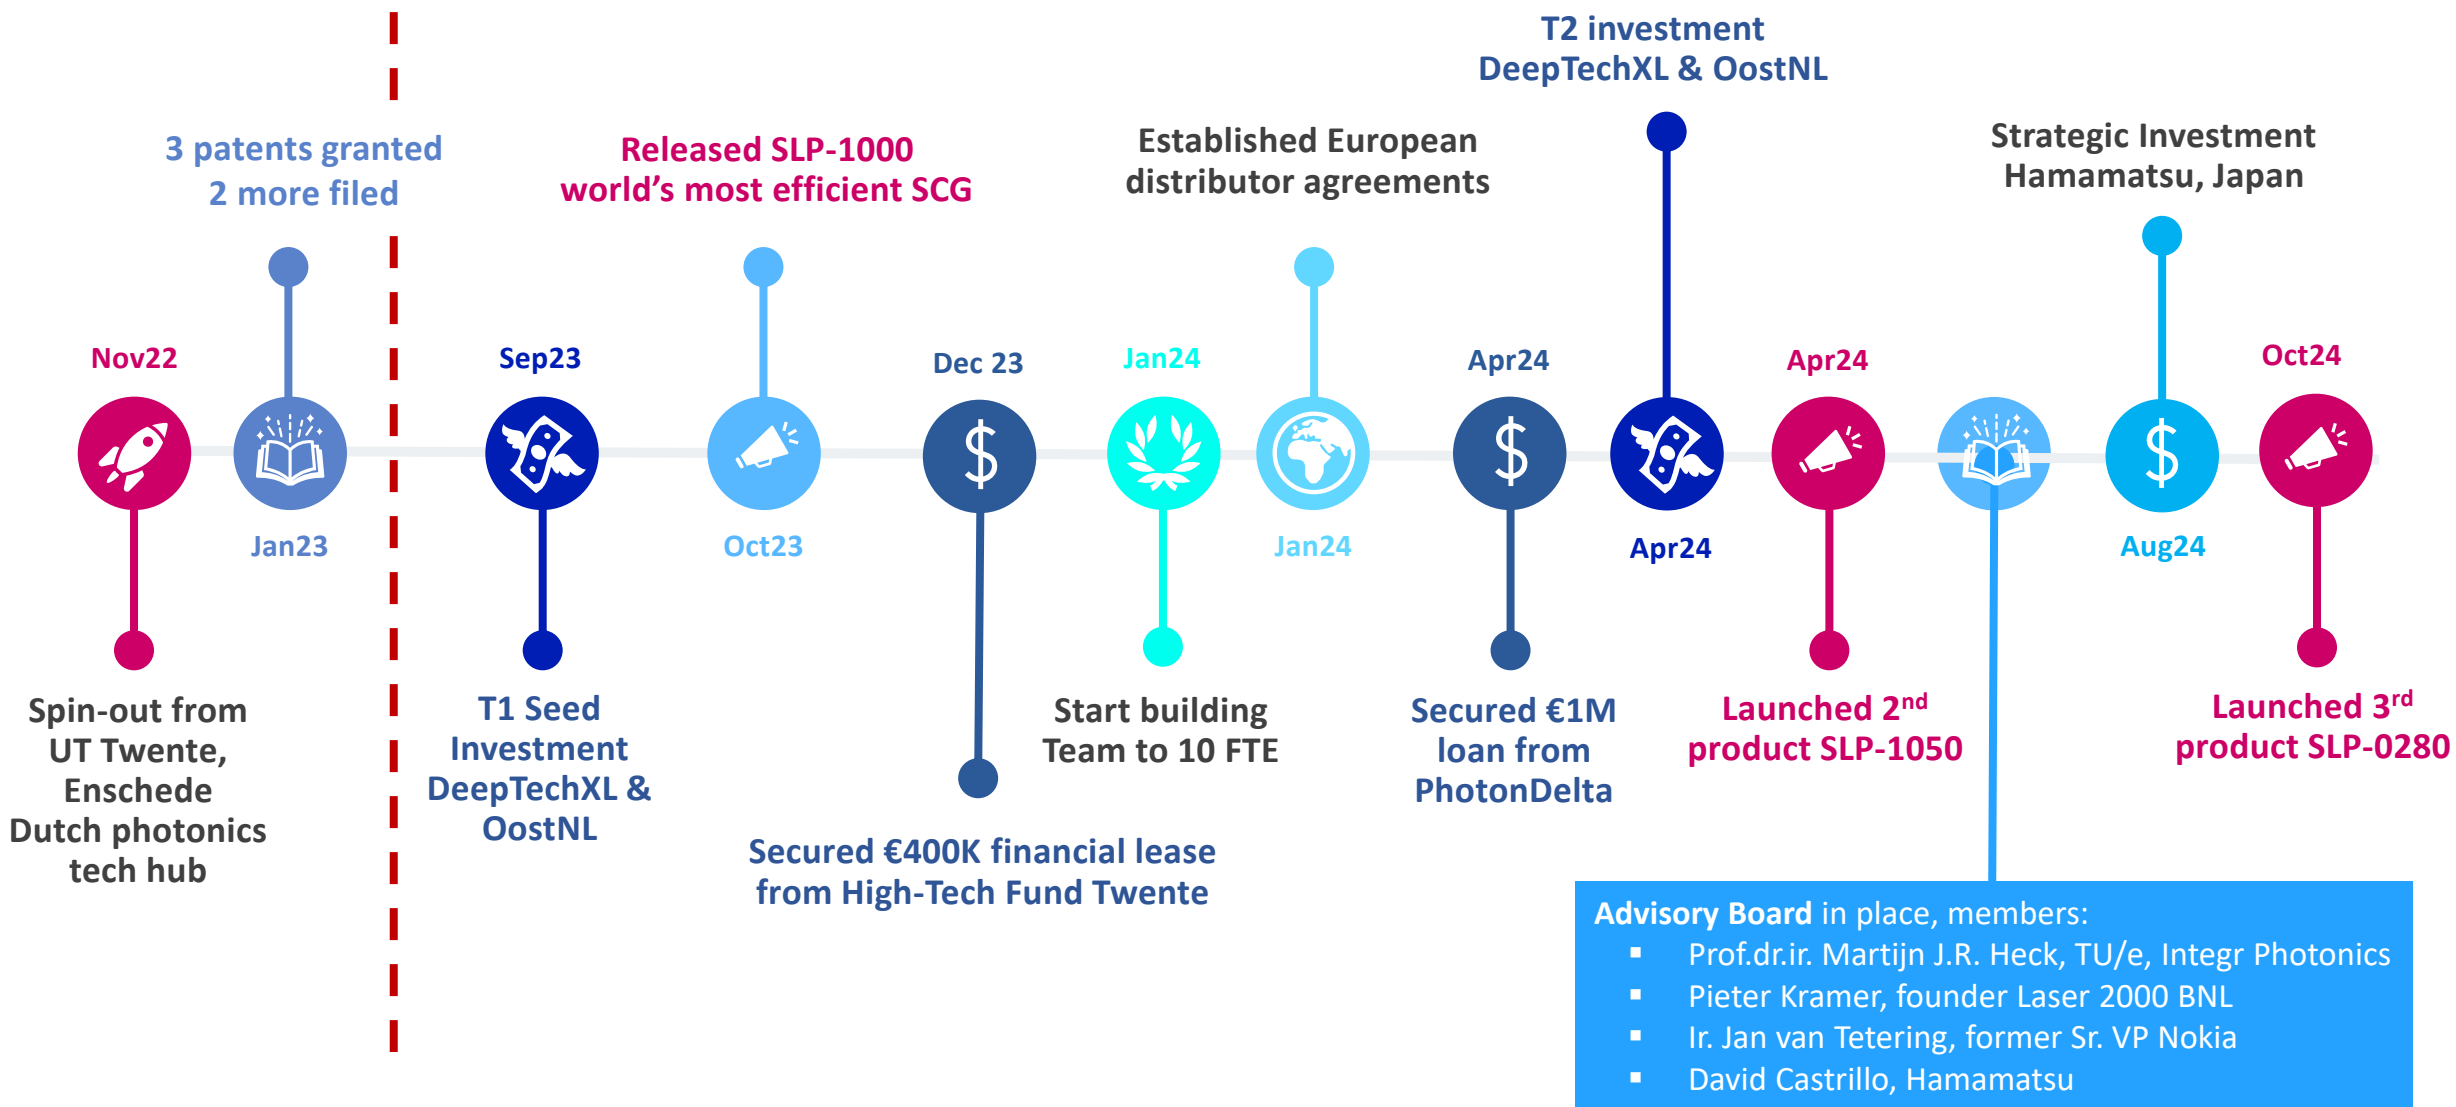 T2 investment
DeepTechXL & OostNL
3 patents granted
2 more filed
Released SLP-1000
world's most efficient SCG
Established European
distributor agreements
Strategic Investment
Hamamatsu, Japan
Nov22
Sep23
Dec 23
Jan24
Apr24
Apr24
Oct24
Jan23
Oct23
Jan24
Apr24
Aug24
Spin-out from
UT Twente,
Enschede
Dutch photonics
tech hub
T1 Seed
Investment
DeepTechXL &
OostNL
Secured €400K financial lease
from High-Tech Fund Twente
Start building
Team to 10 FTE
Secured €1M
loan from
PhotonDelta
Launched 2nd
product SLP-1050
Launched 3rd
product SLP-0280
Advisory Board in place, members:
▪ Prof.dr.ir. Martijn J.R. Heck, TU/e, Integr Photonics
▪ Pieter Kramer, founder Laser 2000 BNL
▪ Ir. Jan van Tetering, former Sr. VP Nokia
▪ David Castrillo, Hamamatsu